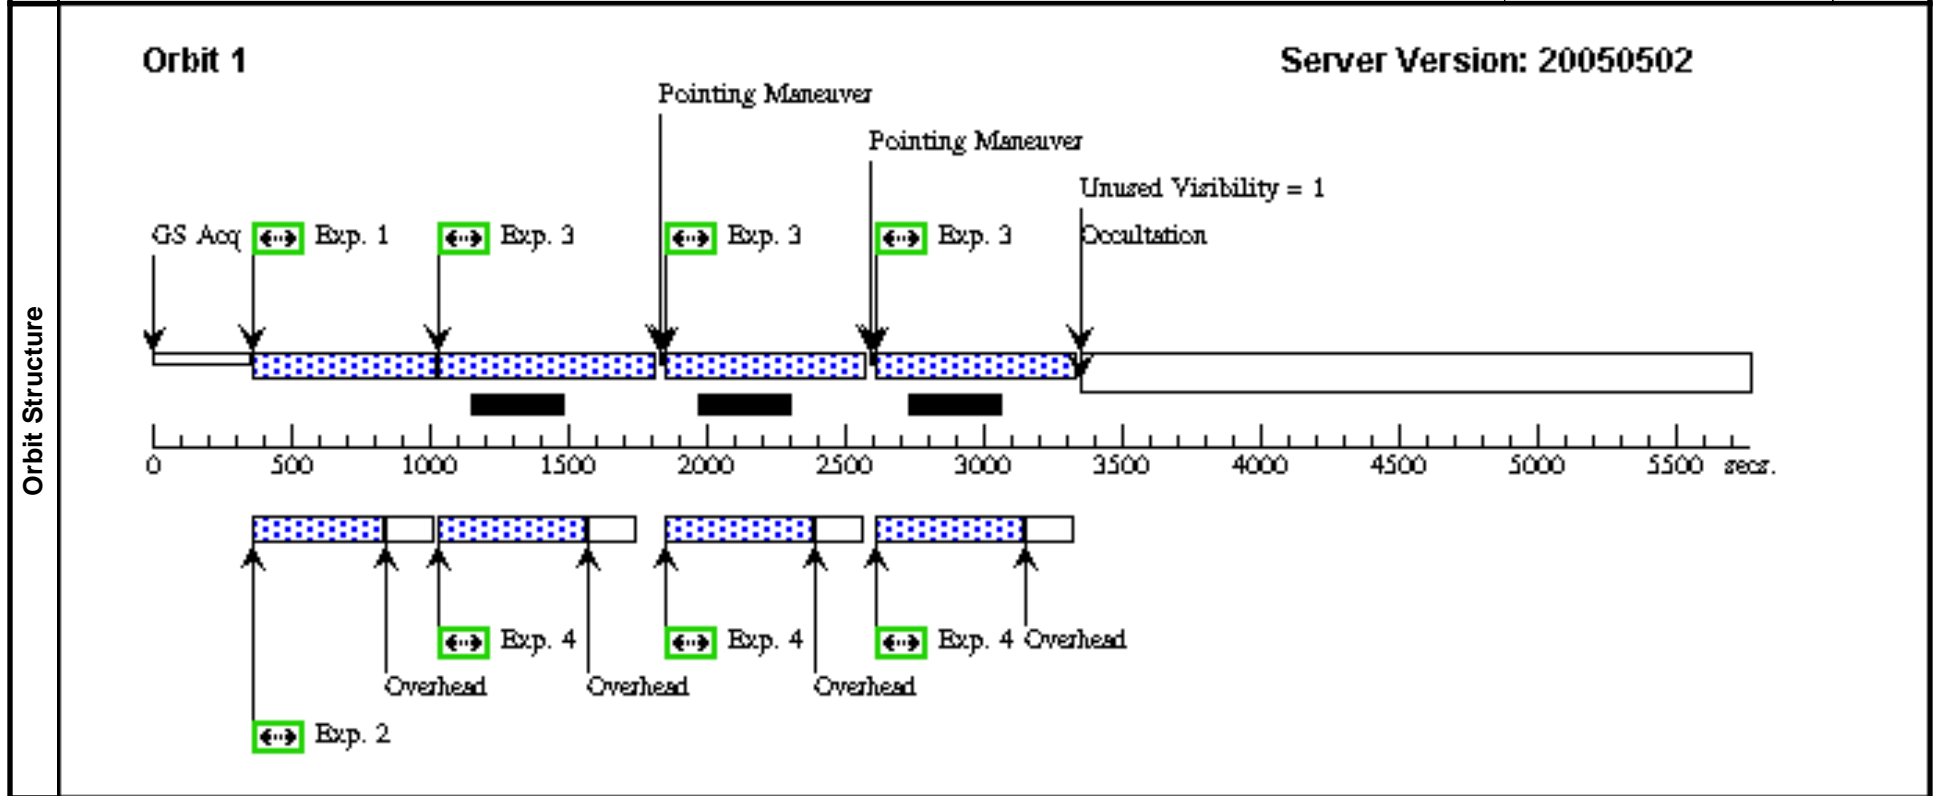 Orbit 1
Server Version: 20050502
Pointing Maneuver
Pointing Maneuver
Unused Visibility = 1
GS Acq
Exp. 1
Exp. 3
Exp. 3
Exp. 3
Occultation
Orbit Structure
0 500 1000 1500 2000 2500 3000 3500 4000 4500 5000 5500 secs.
Exp. 4
Exp. 4
Exp. 4
Overhead
Overhead
Overhead
Overhead
Exp. 2